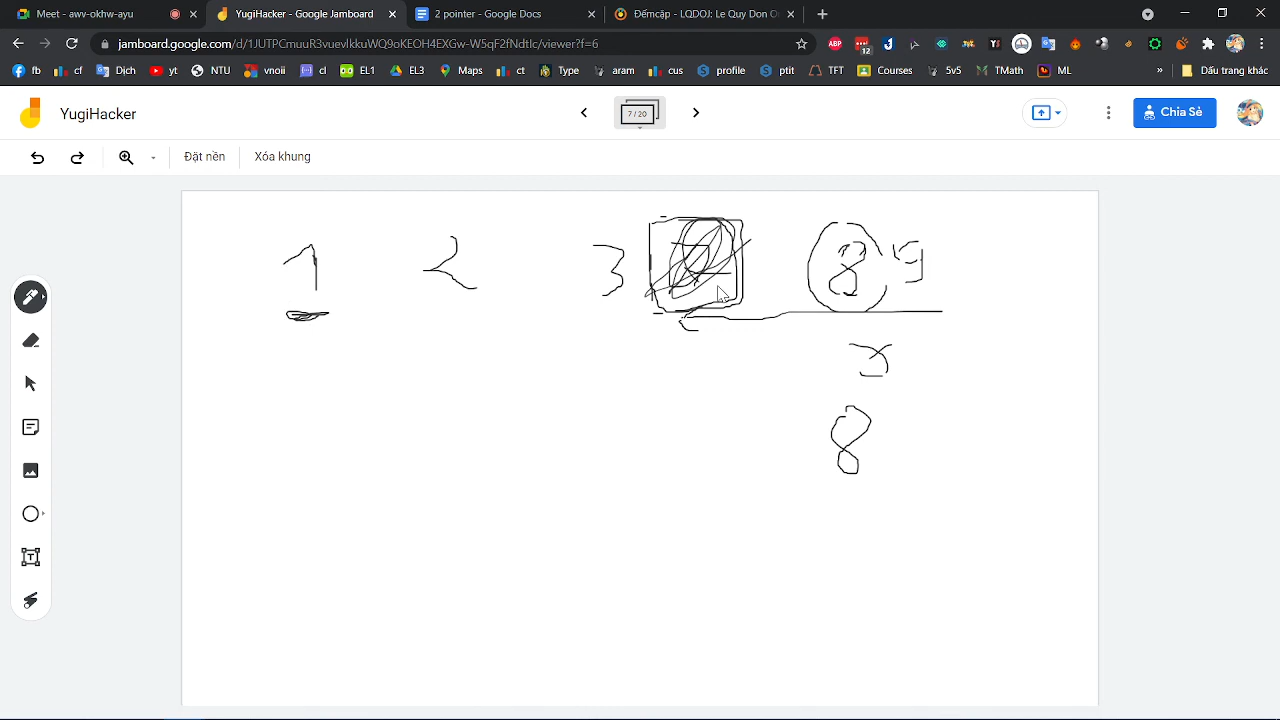 Meet - awv-okhw-ayu
YugiHacker - Google Jamboard
2 pointer - Google Docs
Đếmcặp - LQDOJ: Le Quy Don O
jamboard.google.com/d/
/viewer?f=6
ABP
12
fb
cf
Dịch
yt
NTU
vnoii
cl
EL1
EL3
Maps
ct
Type
aram
cus
profile
ptit
TFT
Courses
5v5
TMath
ML
»
Dấu trang khác
YugiHacker
7 / 20
Chia Sẻ
Đặt nền
Xóa khung
1 2 3 8 9
x
8